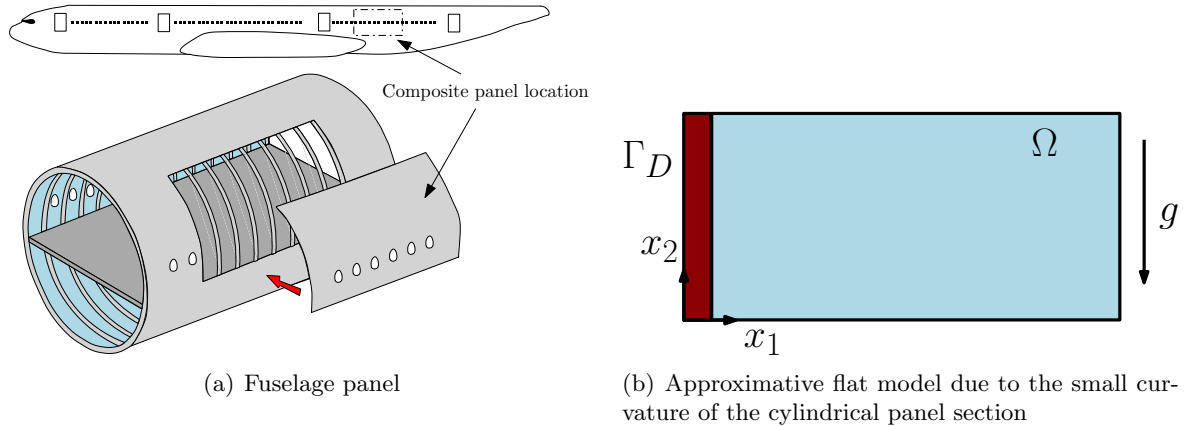 Composite panel location
Γ_D
Ω
g
x_2
x_1
(a) Fuselage panel
(b) Approximative flat model due to the small cur-
vature of the cylindrical panel section